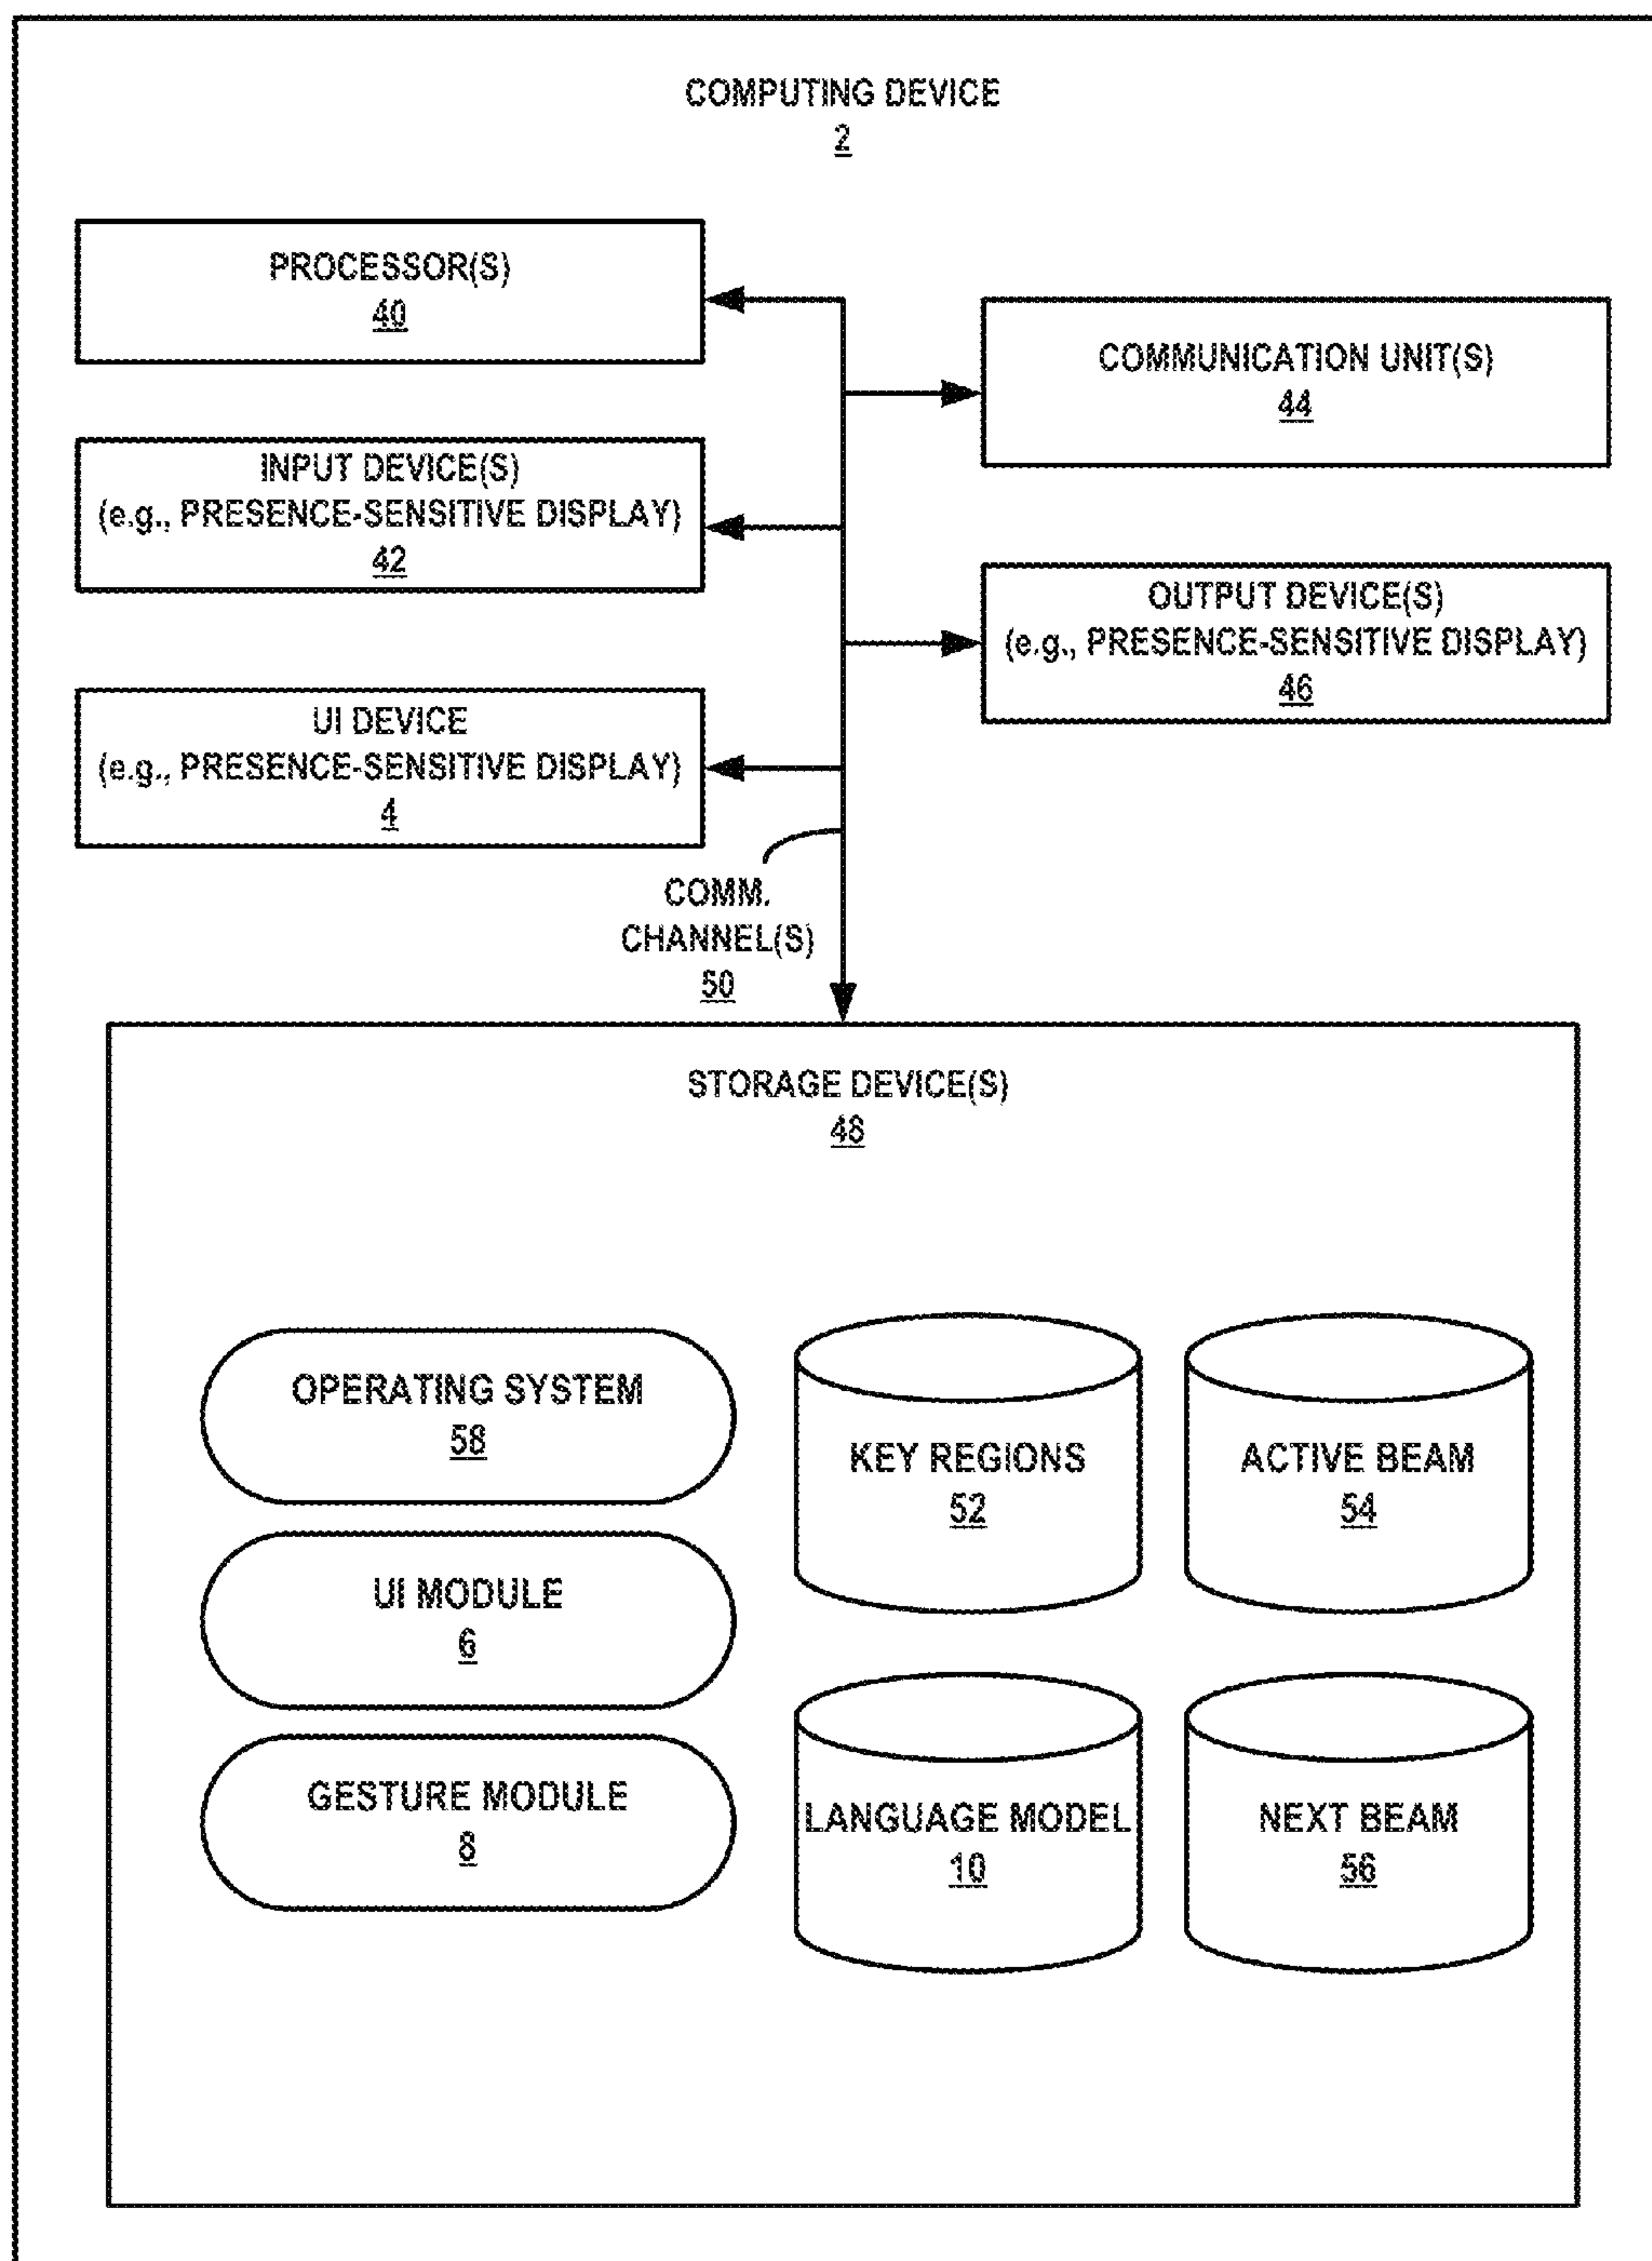 COMPUTING DEVICE
2
PROCESSOR(S)
40
COMMUNICATION UNIT(S)
44
INPUT DEVICE(S)
(e.g., PRESENCE-SENSITIVE DISPLAY)
42
OUTPUT DEVICE(S)
(e.g., PRESENCE-SENSITIVE DISPLAY)
46
UI DEVICE
(e.g., PRESENCE-SENSITIVE DISPLAY)
4
COMM.
CHANNEL(S)
50
STORAGE DEVICE(S)
48
OPERATING SYSTEM
58
KEY REGIONS
52
ACTIVE BEAM
54
UI MODULE
6
GESTURE MODULE
8
LANGUAGE MODEL
10
NEXT BEAM
56